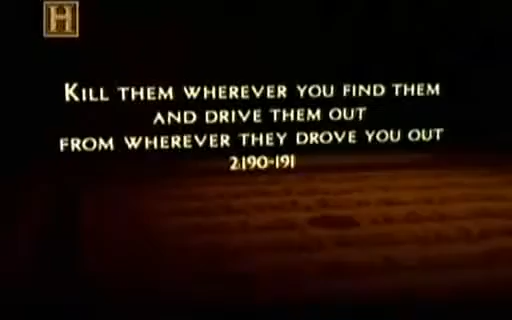 H
KILL THEM WHEREVER YOU FIND THEM
AND DRIVE THEM OUT
FROM WHEREVER THEY DROVE YOU OUT
2:190-191